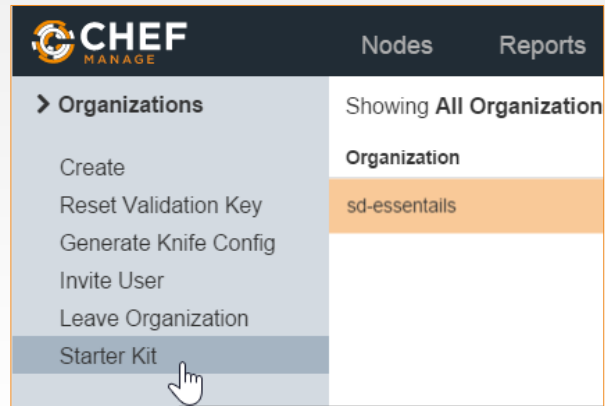 CHEF
MANAGE
Nodes Reports
Organizations
Showing All Organization
Organization
Create
sd-essentails
Reset Validation Key
Generate Knife Config
Invite User
Leave Organization
Starter Kit